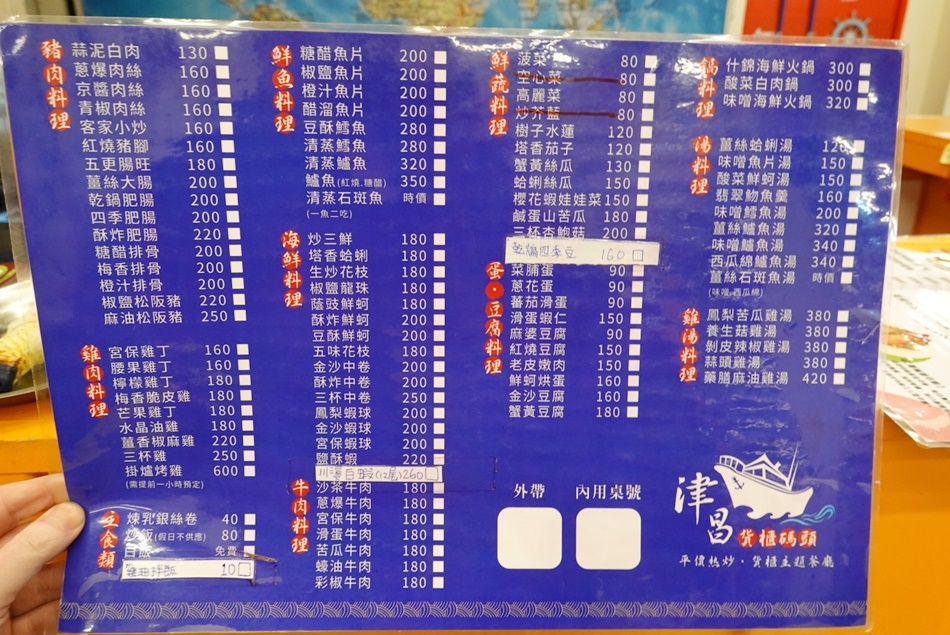 豬肉料理
蒜泥白肉 130
蔥爆肉絲 160
京醬肉絲 160
青椒肉絲 160
客家小炒 160
紅燒豬腳 160
五更腸旺 180
薑絲大腸 200
乾鍋肥腸 200
四季肥腸 200
酥炸肥腸 220
糖醋排骨 200
梅香排骨 200
橙汁排骨 200
椒鹽松阪豬 220
麻油松阪豬 250
雞肉料理
宮保雞丁 160
腰果雞丁 160
檸檬雞丁 180
梅香脆皮雞 180
芒果雞丁 180
水晶油雞 180
薑香椒麻雞 220
三杯雞 250
掛爐烤雞 600
(需提前一小時預定)
主食類
煉乳銀絲卷 40
炒飯(假日不供應) 80
白飯 免費
10
鮮魚料理
糖醋魚片 200
椒鹽魚片 200
橙汁魚片 200
醋溜魚片 200
豆酥鱈魚 280
清蒸鱈魚 280
清蒸鱸魚 320
鱸魚(紅燒.糖醋) 350
清蒸石斑魚 時價
(一魚二吃)
海鮮料理
炒三鮮 180
塔香蛤蜊 180
生炒花枝 180
椒鹽龍珠 180
蔭豉鮮蚵 180
酥炸鮮蚵 180
豆酥鮮蚵 180
五味花枝 180
金沙中卷 200
酥炸中卷 200
三杯中卷 250
鳳梨蝦球 200
金沙蝦球 200
宮保蝦球 200
鹽酥蝦 220
川燙白蝦(12尾) 260
牛肉料理
沙茶牛肉 180
蔥爆牛肉 180
宮保牛肉 180
滑蛋牛肉 180
苦瓜牛肉 180
蠔油牛肉 180
彩椒牛肉 180
鮮蔬料理
菠菜 80
空心菜 80
高麗菜 80
炒芥藍 80
樹子水蓮 120
塔香茄子 120
蟹黃絲瓜 130
蛤蜊絲瓜 150
櫻花蝦娃娃菜 150
鹹蛋山苦瓜 180
三杯杏鮑菇 200
乾煸四季豆 160
蛋・豆腐料理
菜脯蛋 90
蔥花蛋 90
蕃茄滑蛋 90
滑蛋蝦仁 150
麻婆豆腐 90
紅燒豆腐 150
老皮嫩肉 150
鮮蚵烘蛋 160
金沙豆腐 160
蟹黃豆腐 180
外帶 內用桌號
鍋料理
什錦海鮮火鍋 300
酸菜白肉鍋 300
味噌海鮮火鍋 320
湯料理
薑絲蛤蜊湯 120
味噌魚片湯 150
酸菜鮮蚵湯 150
翡翠魩魚羹 160
味噌鱈魚湯 200
薑絲鱸魚湯 320
味噌鱸魚湯 340
西瓜綿鱸魚湯 340
薑絲石斑魚湯 時價
(味噌.西瓜綿)
雞湯料理
鳳梨苦瓜雞湯 380
養生菇雞湯 380
剝皮辣椒雞湯 380
蒜頭雞湯 380
藥膳麻油雞湯 420
津昌
貨櫃碼頭
平價熱炒．貨櫃主題餐廳